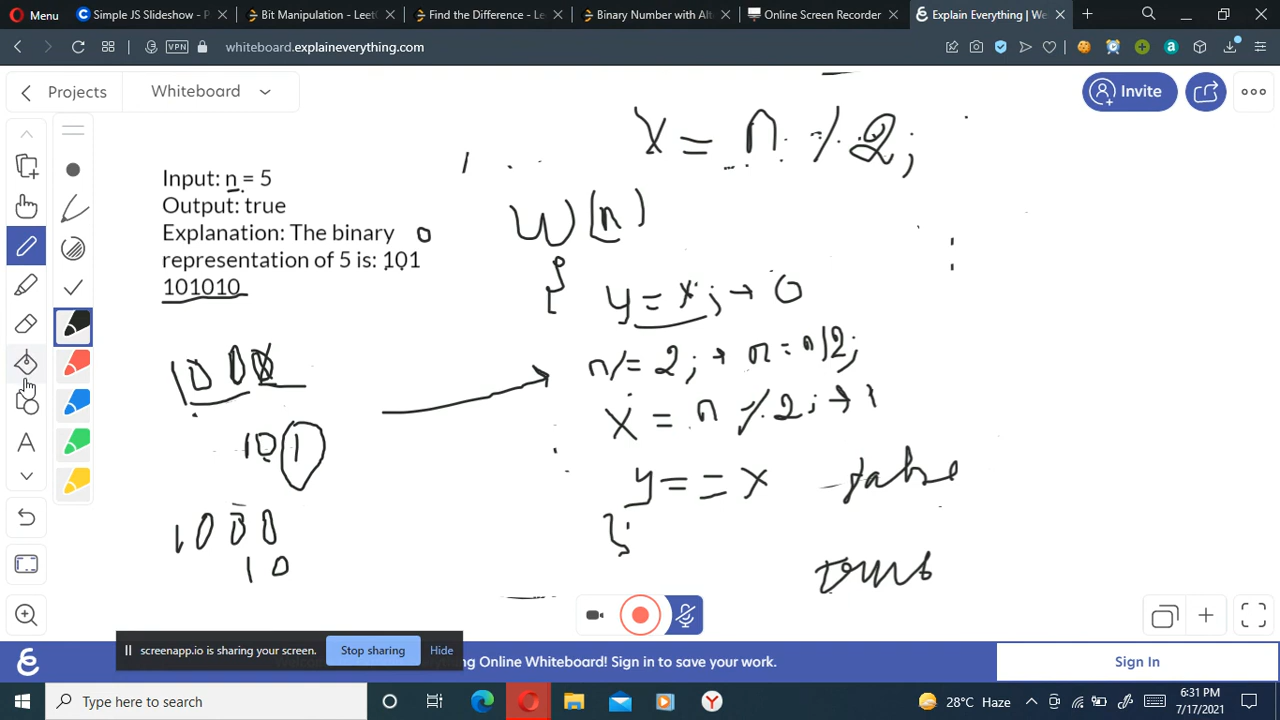 Menu
Simple JS Slideshow - P
Bit Manipulation - LeetC
Find the Difference - Le
Binary Number with Alt
Online Screen Recorder
Explain Everything | We
VPN
whiteboard.explaineverything.com
Projects
Whiteboard
Invite
x = n % 2;
Input: n = 5
Output: true
Explanation: The binary 0
representation of 5 is: 101
101010
W(n)
{
y = x; → 0
n/= 2; → n = n/2;
x = n % 2; → 1
y == x false
}
true
1000
101
1000
10
A
screenapp.io is sharing your screen.
Stop sharing
Hide
ng Online Whiteboard! Sign in to save your work.
Sign In
Type here to search
28°C Haze
6:31 PM
7/17/2021